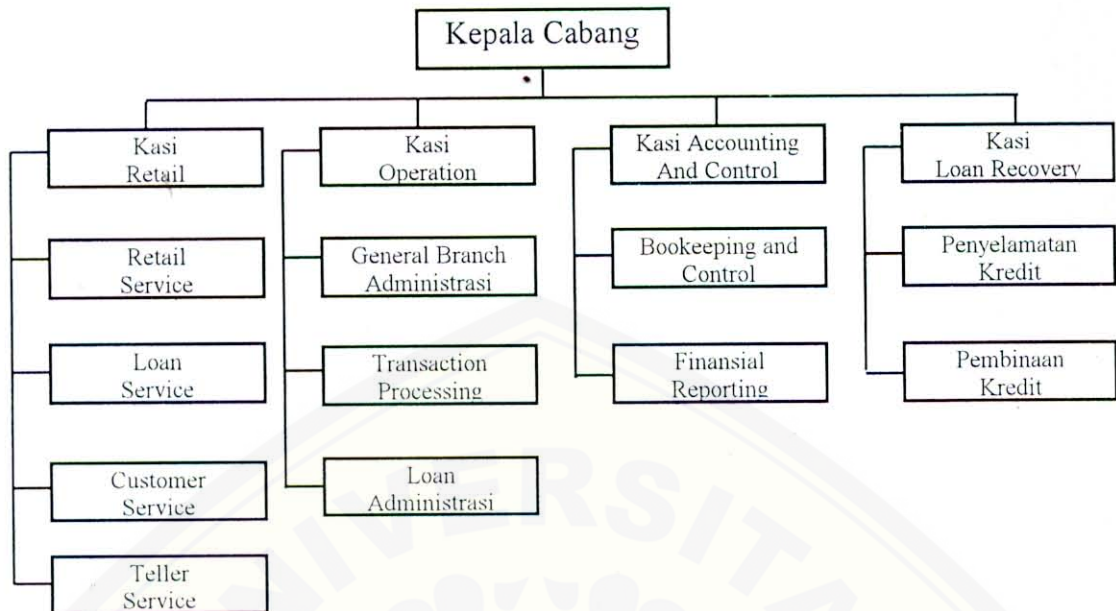 Kepala Cabang
Kasi
Retail
Kasi
Operation
Kasi Accounting
And Control
Kasi
Loan Recovery
Retail
Service
General Branch
Administrasi
Bookeeping and
Control
Penyelamatan
Kredit
Loan
Service
Transaction
Processing
Finansial
Reporting
Pembinaan
Kredit
Customer
Service
Loan
Administrasi
Teller
Service
UNIVERSITA